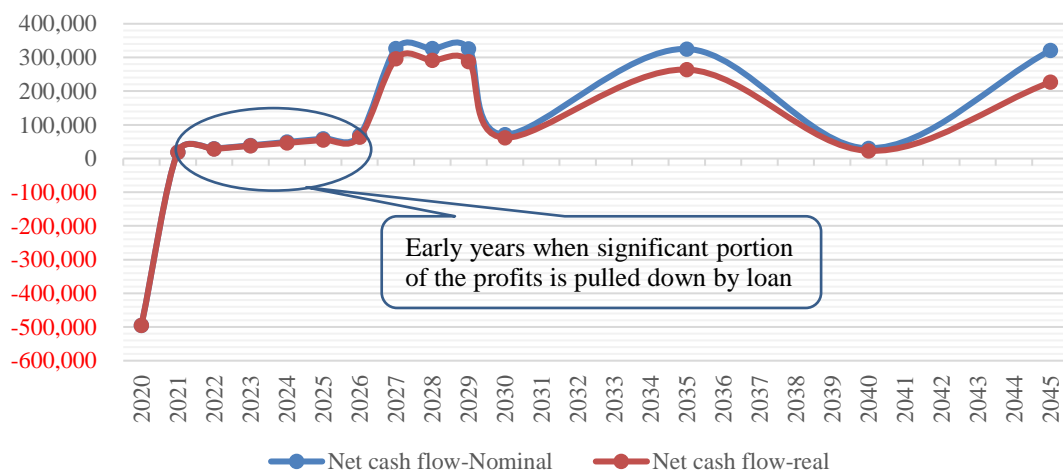 400,000
300,000
200,000
100,000
0
-100,000
-200,000
-300,000
-400,000
-500,000
-600,000
Early years when significant portion
of the profits is pulled down by loan
2020 2021 2022 2023 2024 2025 2026 2027 2028 2029 2030 2031 2032 2033 2034 2035 2036 2037 2038 2039 2040 2041 2042 2043 2044 2045
Net cash flow-Nominal Net cash flow-real